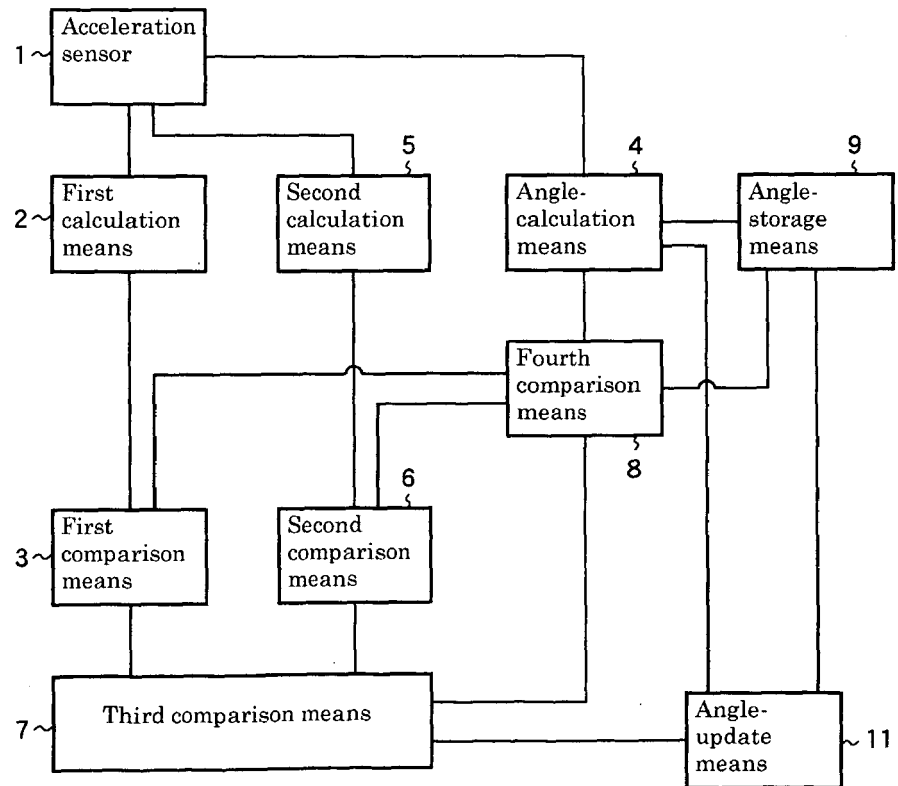 Acceleration
sensor
1
5
4
9
First
calculation
means
2
Second
calculation
means
Angle-
calculation
means
Angle-
storage
means
Fourth
comparison
means
8
6
First
comparison
means
3
Second
comparison
means
Third comparison means
7
Angle-
update
means
11